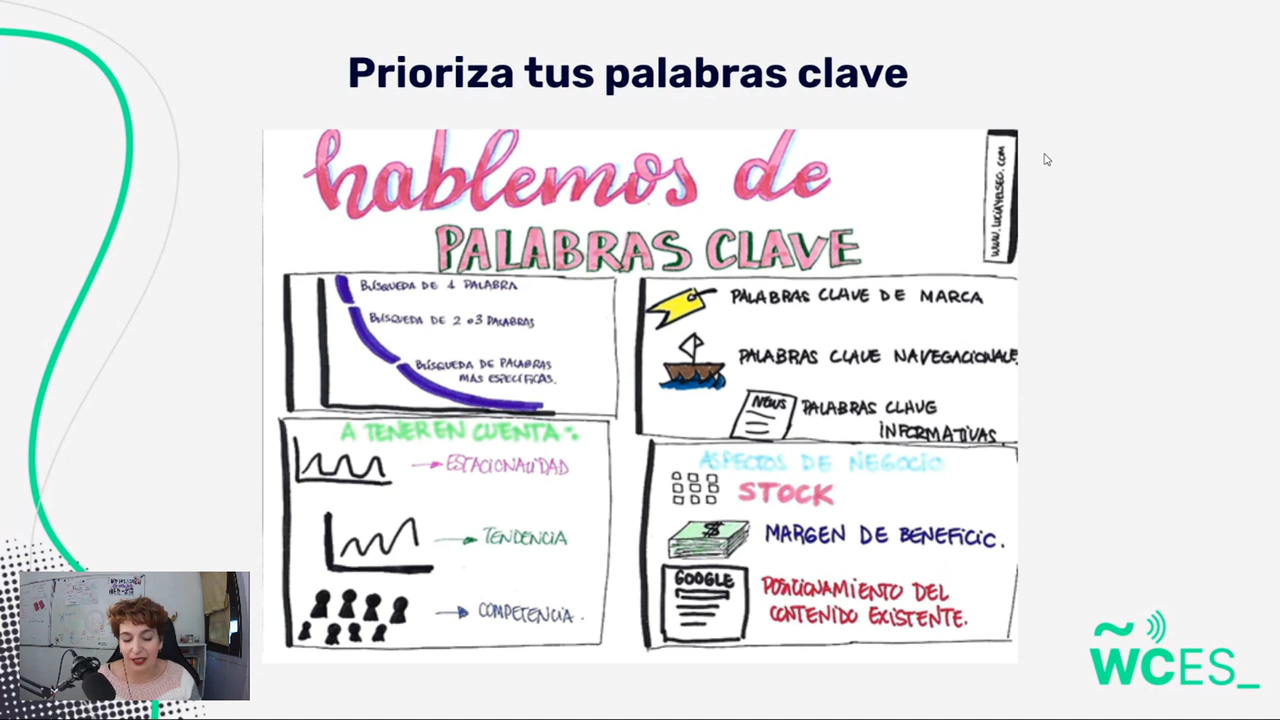 Prioriza tus palabras clave
hablemos de
PALABRAS CLAVE
WWW.LUCIAYELSEO.COM
BÚSQUEDA DE 1 PALABRA
BÚSQUEDA DE 2 o 3 PALABRAS
BÚSQUEDA DE PALABRAS
MÁS ESPECÍFICAS.
PALABRAS CLAVE DE MARCA
PALABRAS CLAVE NAVEGACIONALE
NEWS
PALABRAS CLAVE
INFORMATIVAS
A TENER EN CUENTA:
ESTACIONALIDAD
TENDENCIA
COMPETENCIA.
ASPECTOS DE NEGOCIO
STOCK
$
MARGEN DE BENEFICIO.
GOOGLE
POSICIONAMIENTO DEL
CONTENIDO EXISTENTE.
~
WCES_